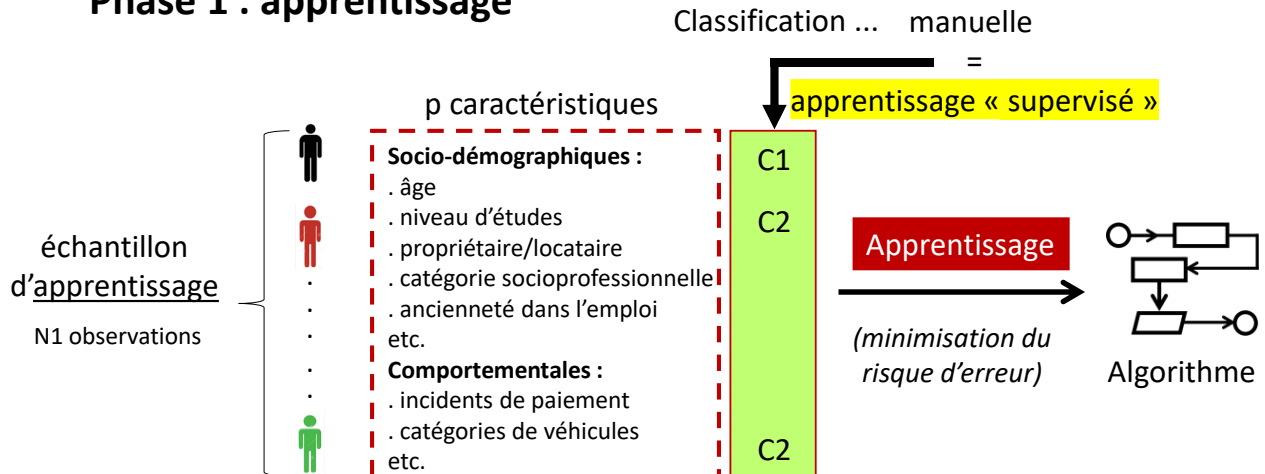 Phase 1 : apprentissage
Classification ... manuelle
=
apprentissage « supervisé »
p caractéristiques
échantillon
d'apprentissage
N1 observations
Socio-démographiques :
. âge
. niveau d'études
. propriétaire/locataire
. catégorie socioprofessionnelle
. ancienneté dans l'emploi
etc.
Comportementales :
. incidents de paiement
. catégories de véhicules
etc.
C1
C2
C2
Apprentissage
(minimisation du
risque d'erreur)
Algorithme